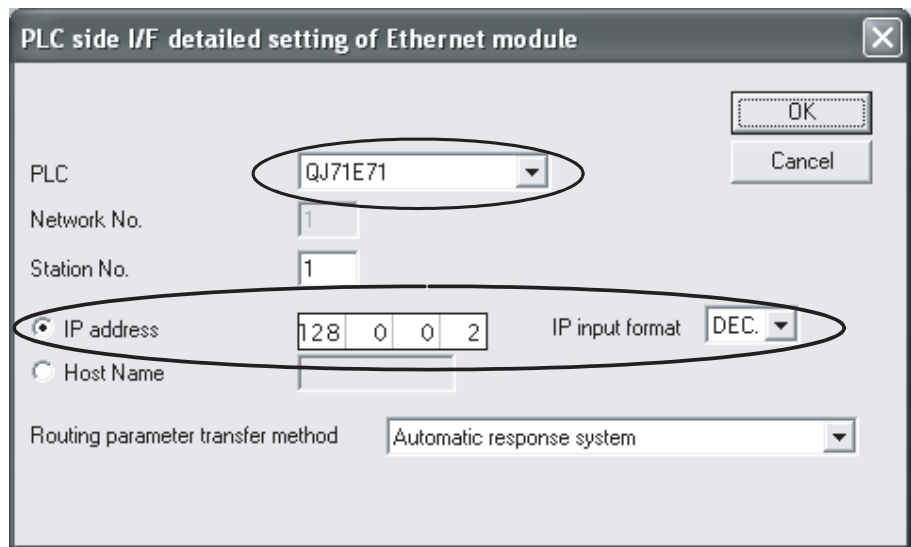 PLC side I/F detailed setting of Ethernet module
OK
PLC QJ71E71 Cancel
Network No. 1
Station No. 1
IP address 128 0 0 2 IP input format DEC.
Host Name
Routing parameter transfer method Automatic response system